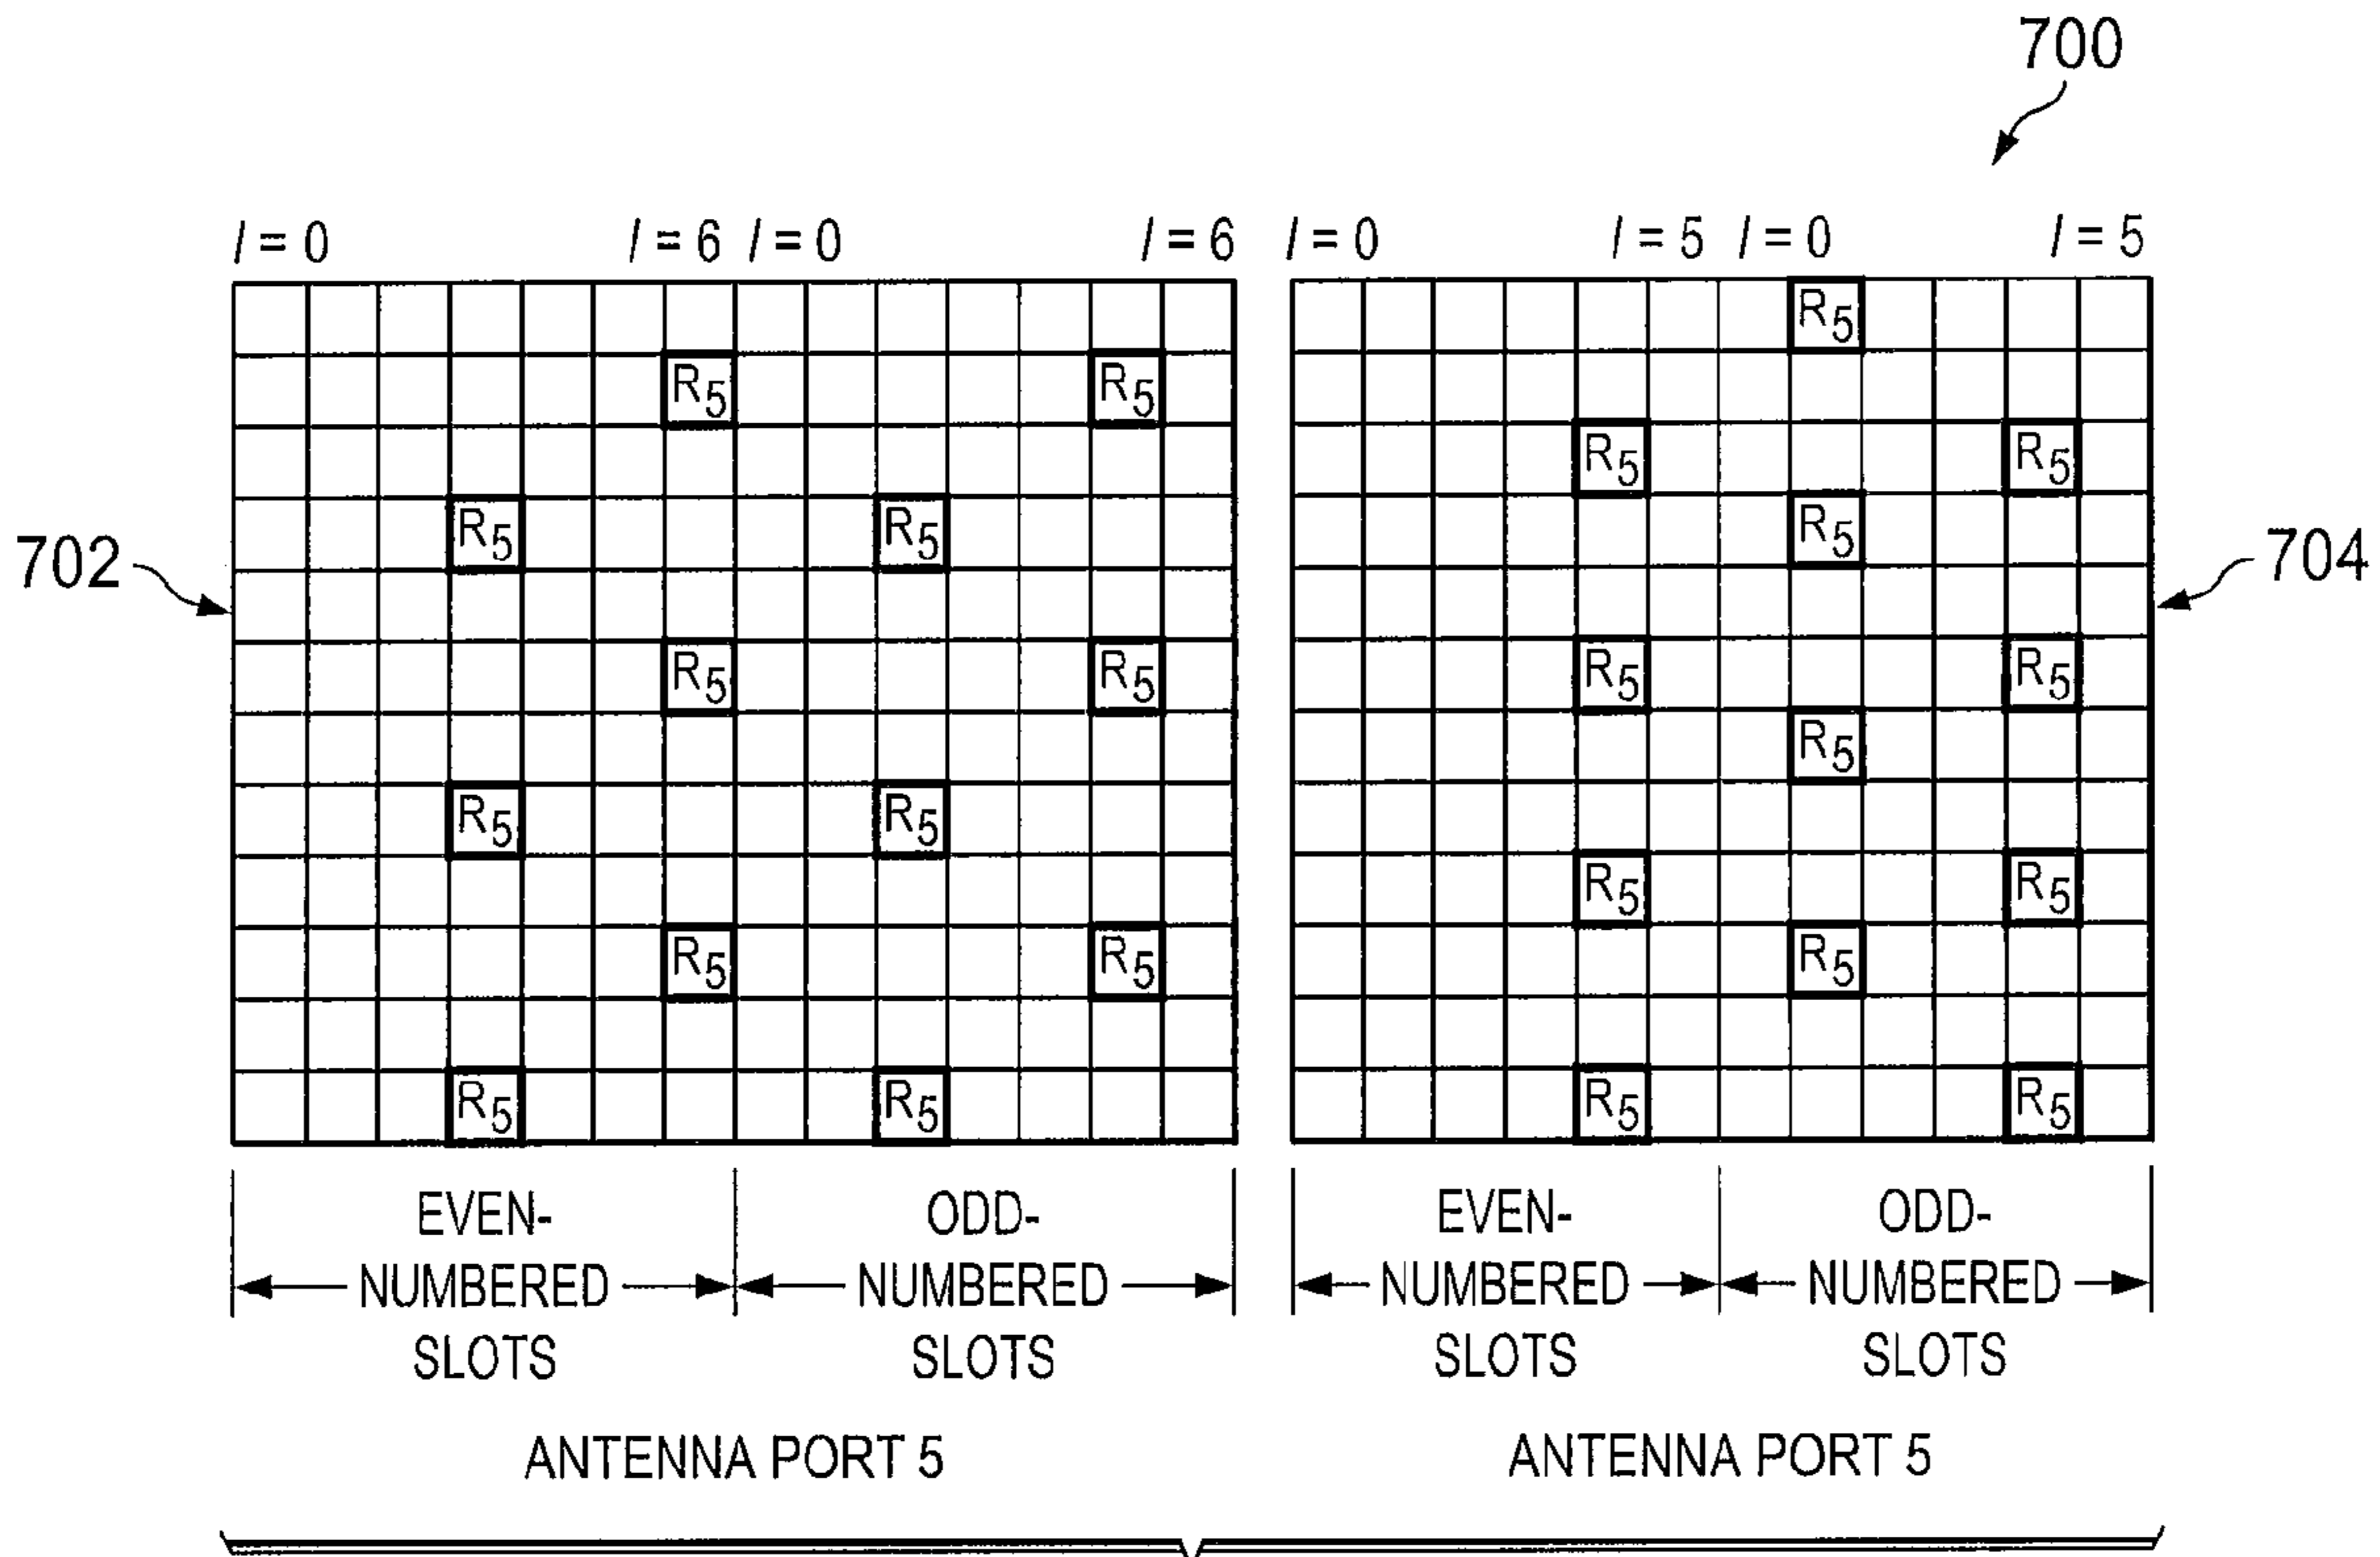 700
l = 0 l = 6 l = 0 l = 6 l = 0 l = 5 l = 0 l = 5
R5
R5 R5
R5 R5
R5 R5 R5
702 704
R5 R5 R5 R5
R5
R5 R5
R5 R5
R5 R5 R5
R5 R5 R5 R5
EVEN-NUMBERED SLOTS
ODD-NUMBERED SLOTS
EVEN-NUMBERED SLOTS
ODD-NUMBERED SLOTS
ANTENNA PORT 5
ANTENNA PORT 5